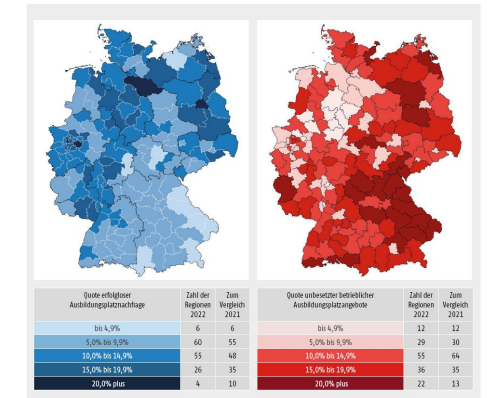 Quote erfolgloser
Ausbildungsplatznachfrage
Zahl der
Regionen
2022
Zum
Vergleich
2021
bis 4,9% 6 6
5,0% bis 9,9% 60 55
10,0% bis 14,9% 55 48
15,0% bis 19,9% 26 35
20,0% plus 4 10
Quote unbesetzter betrieblicher
Ausbildungsplatzangebote
Zahl der
Regionen
2022
Zum
Vergleich
2021
bis 4,9% 12 12
5,0% bis 9,9% 29 30
10,0% bis 14,9% 55 64
15,0% bis 19,9% 36 35
20,0% plus 22 13